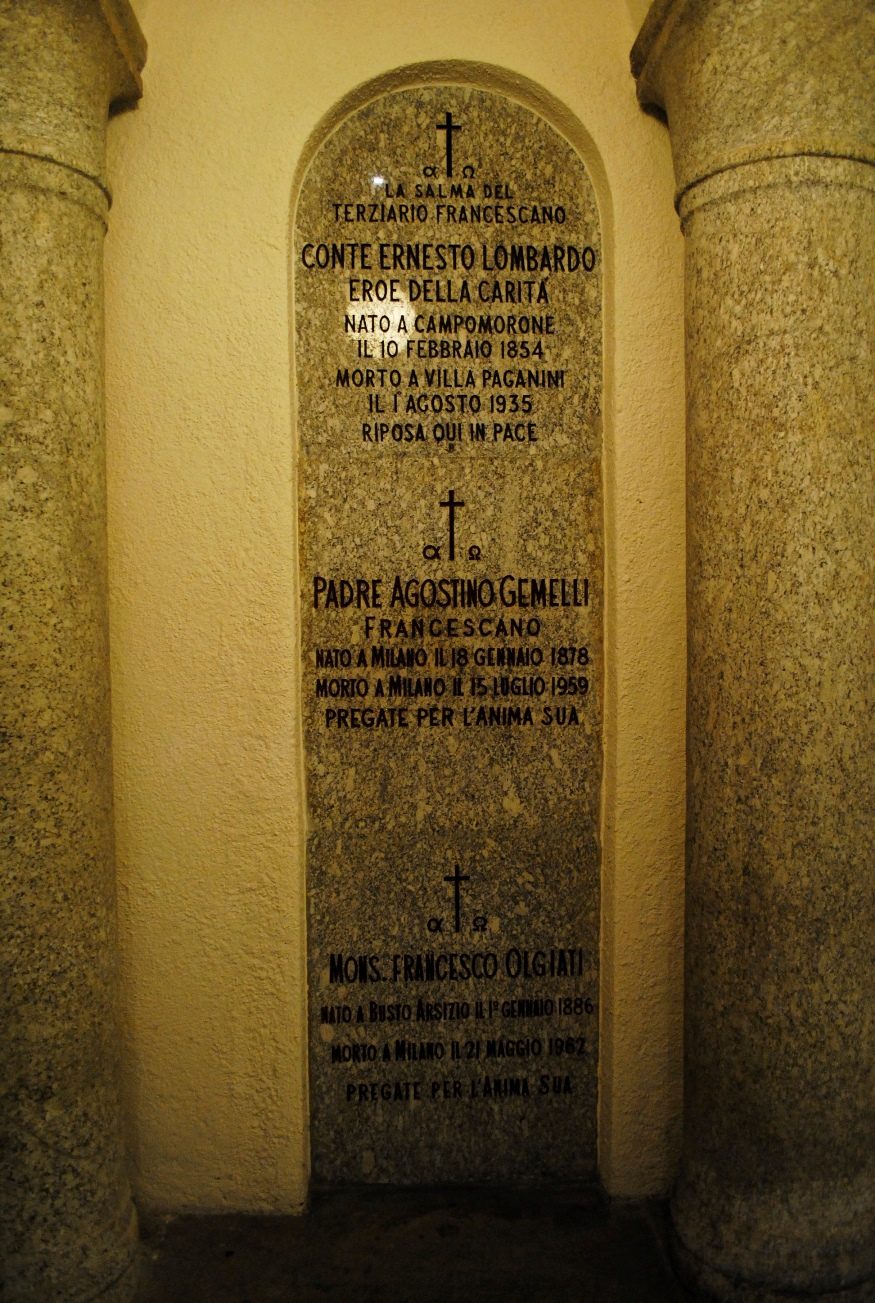 α Ω
LA SALMA DEL
TERZIARIO FRANCESCANO
CONTE ERNESTO LOMBARDO
EROE DELLA CARITÁ
NATO A CAMPOMORONE
IL 10 FEBBRAIO 1854
MORTO A VILLA PAGANINI
IL 1 AGOSTO 1935
RIPOSA QUI IN PACE
α Ω
PADRE AGOSTINO GEMELLI
FRANCESCANO
NATO A MILANO IL 18 GENNAIO 1878
MORTO A MILANO IL 15 LUGLIO 1959
PREGATE PER L'ANIMA SUA
α Ω
MONS. FRANCESCO OLGIATI
NATO A BUSTO ARSIZIO IL 1º GENNAIO 1886
MORTO A MILANO IL 21 MAGGIO 1962
PREGATE PER L'ANIMA SUA